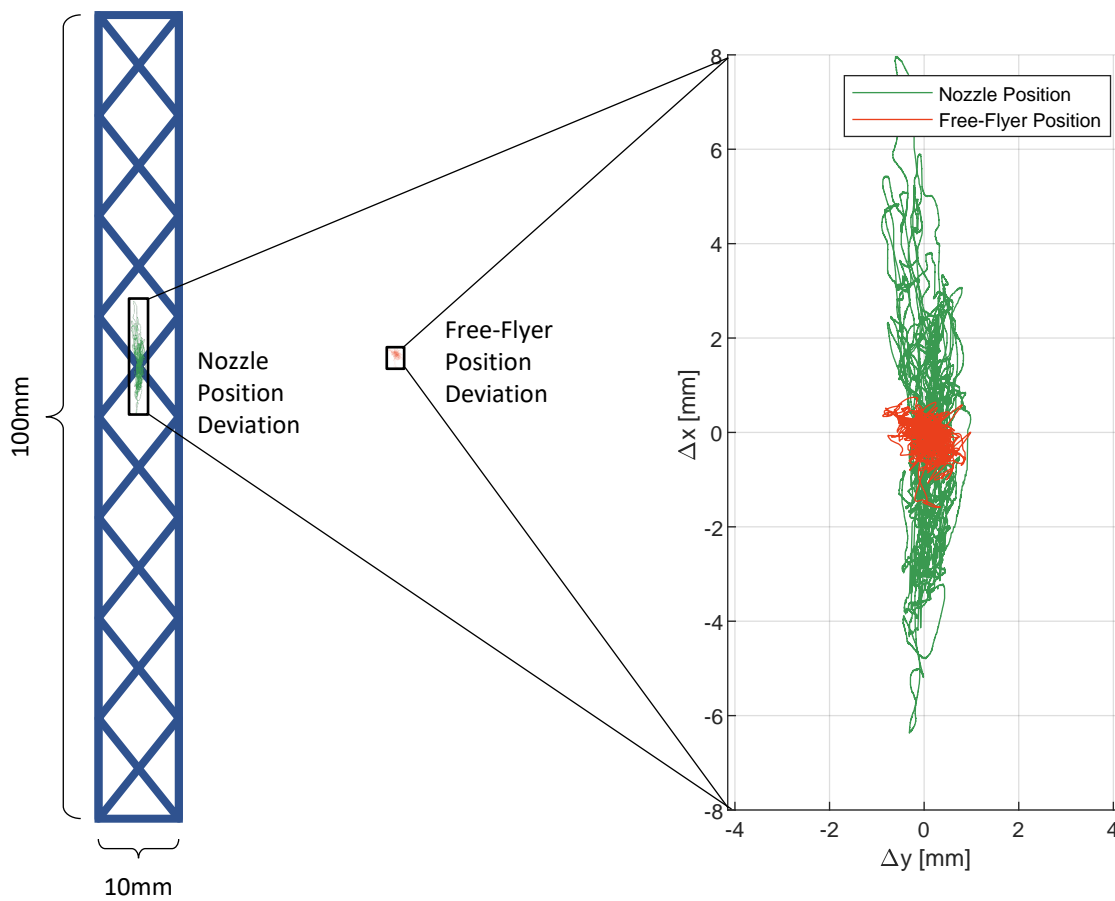 100mm
10mm
Nozzle
Position
Deviation
Free-Flyer
Position
Deviation
Nozzle Position
Free-Flyer Position
8
6
4
2
0
-2
-4
-6
-8
Δx [mm]
-4
-2
0
2
4
Δy [mm]